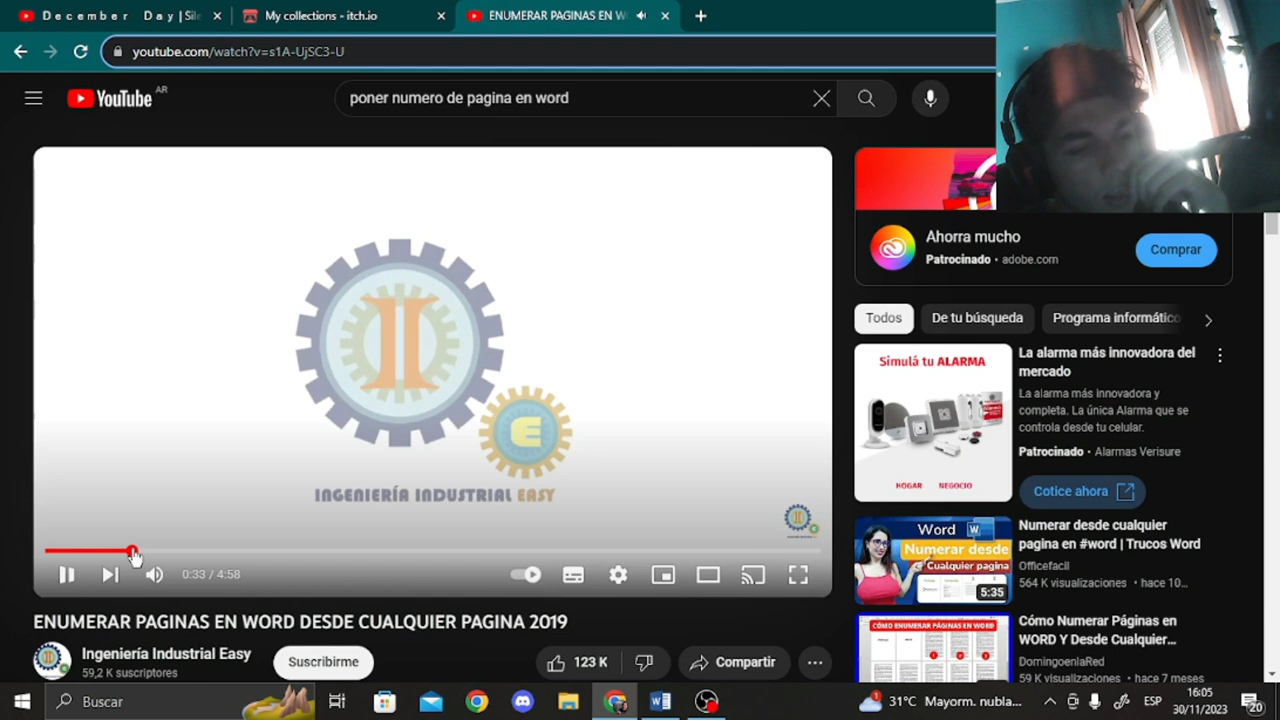 D e c e m b e r   D a y | Sile
My collections - itch.io
ENUMERAR PAGINAS EN W
youtube.com/watch?v=s1A-UjSC3-U
YouTube AR
poner numero de pagina en word
INGENIERÍA INDUSTRIAL EASY
0:33 / 4:58
ENUMERAR PAGINAS EN WORD DESDE CUALQUIER PAGINA 2019
Ingeniería Industrial Easy
59,2 K suscriptores
Suscribirme
123 K
Compartir
Ahorra mucho
Patrocinado • adobe.com
Comprar
Todos
De tu búsqueda
Programa informático
Simulá tu ALARMA
HOGAR
NEGOCIO
La alarma más innovadora del
mercado
La alarma más innovadora y
completa. La única Alarma que se
controla desde tu celular.
Patrocinado • Alarmas Verisure
Cotice ahora
Word
Numerar desde
Cualquier pagina
5:35
Numerar desde cualquier
pagina en #word | Trucos Word
Officefacil
564 K visualizaciones • hace 10...
CÓMO ENUMERAR PÁGINAS EN WORD
Cómo Numerar Páginas en
WORD Y Desde Cualquier...
DomingoenlaRed
59 K visualizaciones • hace 7 meses
Buscar
1
31°C Mayorm. nubla...
ESP
16:05
30/11/2023
20